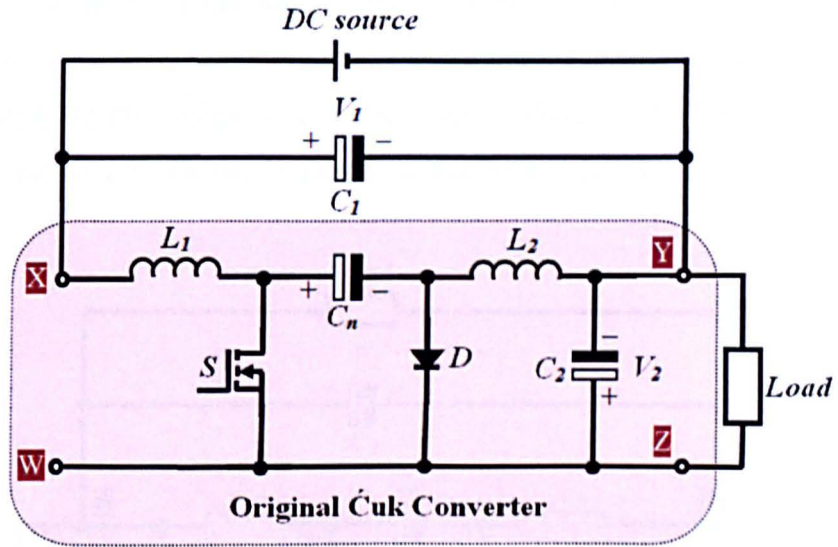 DC source
V1
+ −
C1
L1 L2 Y
X
+ − −
Cn
S D C2 V2 Load
+
W Z
Original Ćuk Converter